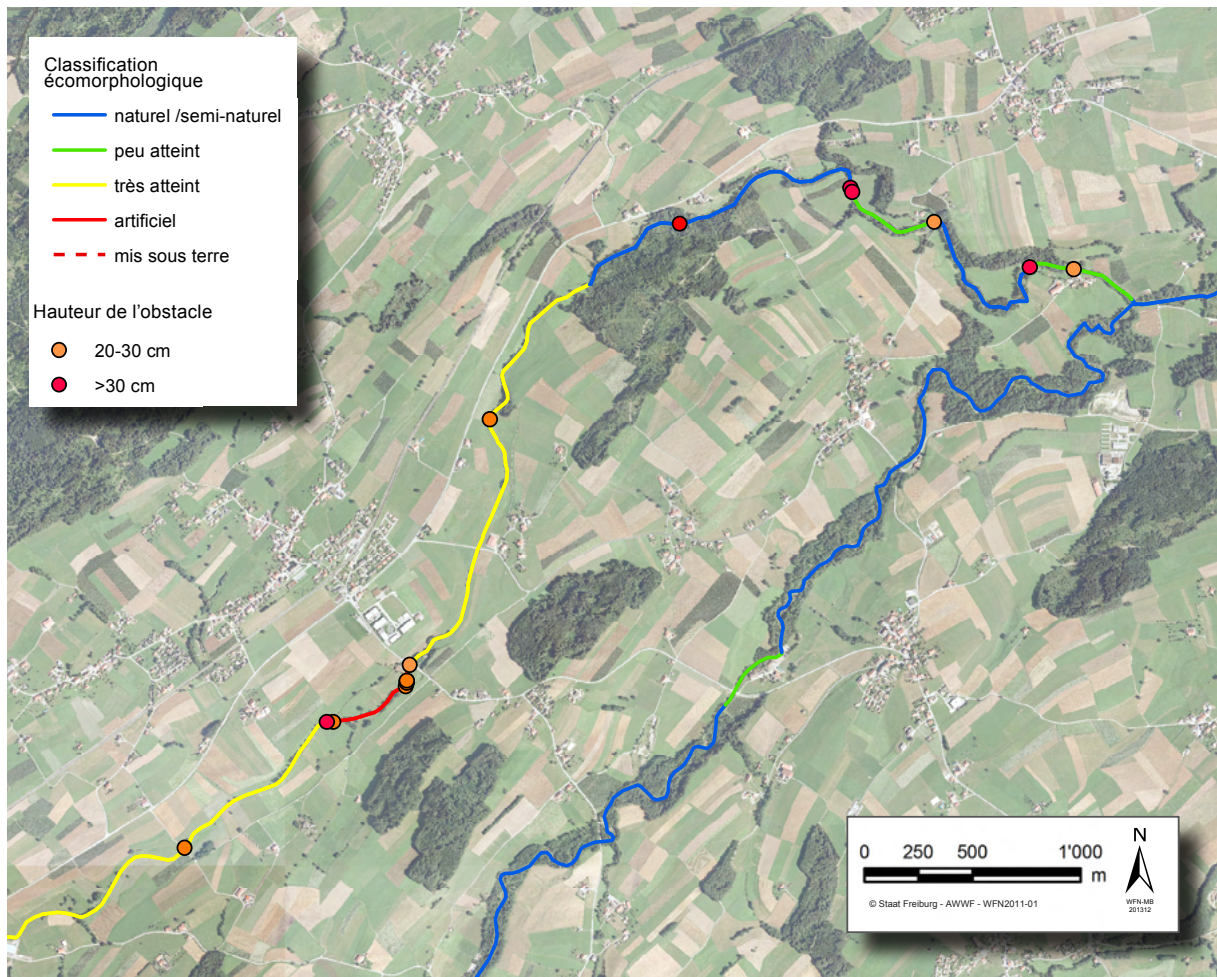 Classification
écomorphologique
naturel /semi-naturel
peu atteint
très atteint
artificiel
mis sous terre
Hauteur de l'obstacle
20-30 cm
>30 cm
N
0 250 500 1'000
m
© Staat Freiburg - AWWF - WFN2011-01
WFN-MB
201312